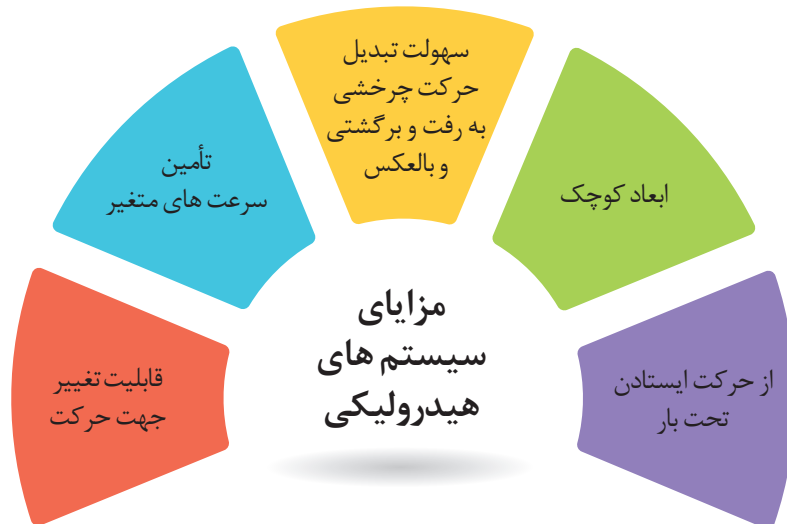 مزایای
سیستم های
هیدرولیکی
از حرکت ایستادن
تحت بار
ابعاد کوچک
سهولت تبدیل
حرکت چرخشی
به رفت و برگشتی
و بالعکس
تأمین
سرعت های متغیر
قابلیت تغییر
جهت حرکت